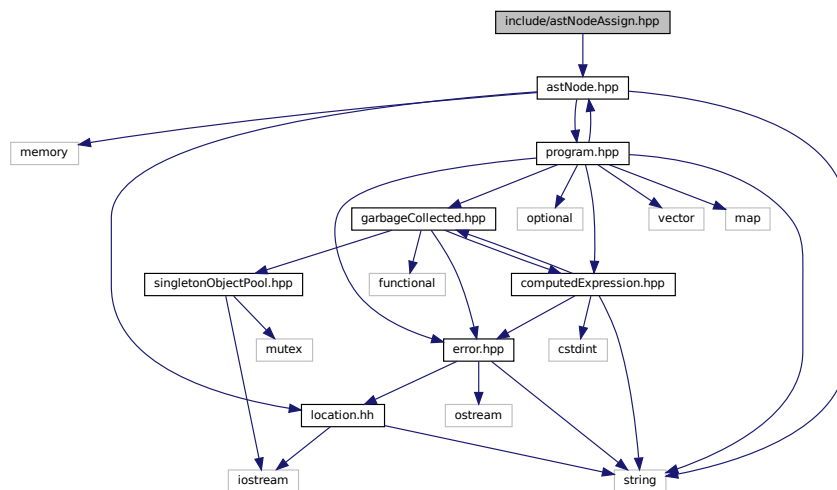 include/astNodeAssign.hpp
astNode.hpp
memory
program.hpp
garbageCollected.hpp
optional
vector
map
singletonObjectPool.hpp
functional
computedExpression.hpp
mutex
error.hpp
cstdint
location.hh
ostream
iostream
string